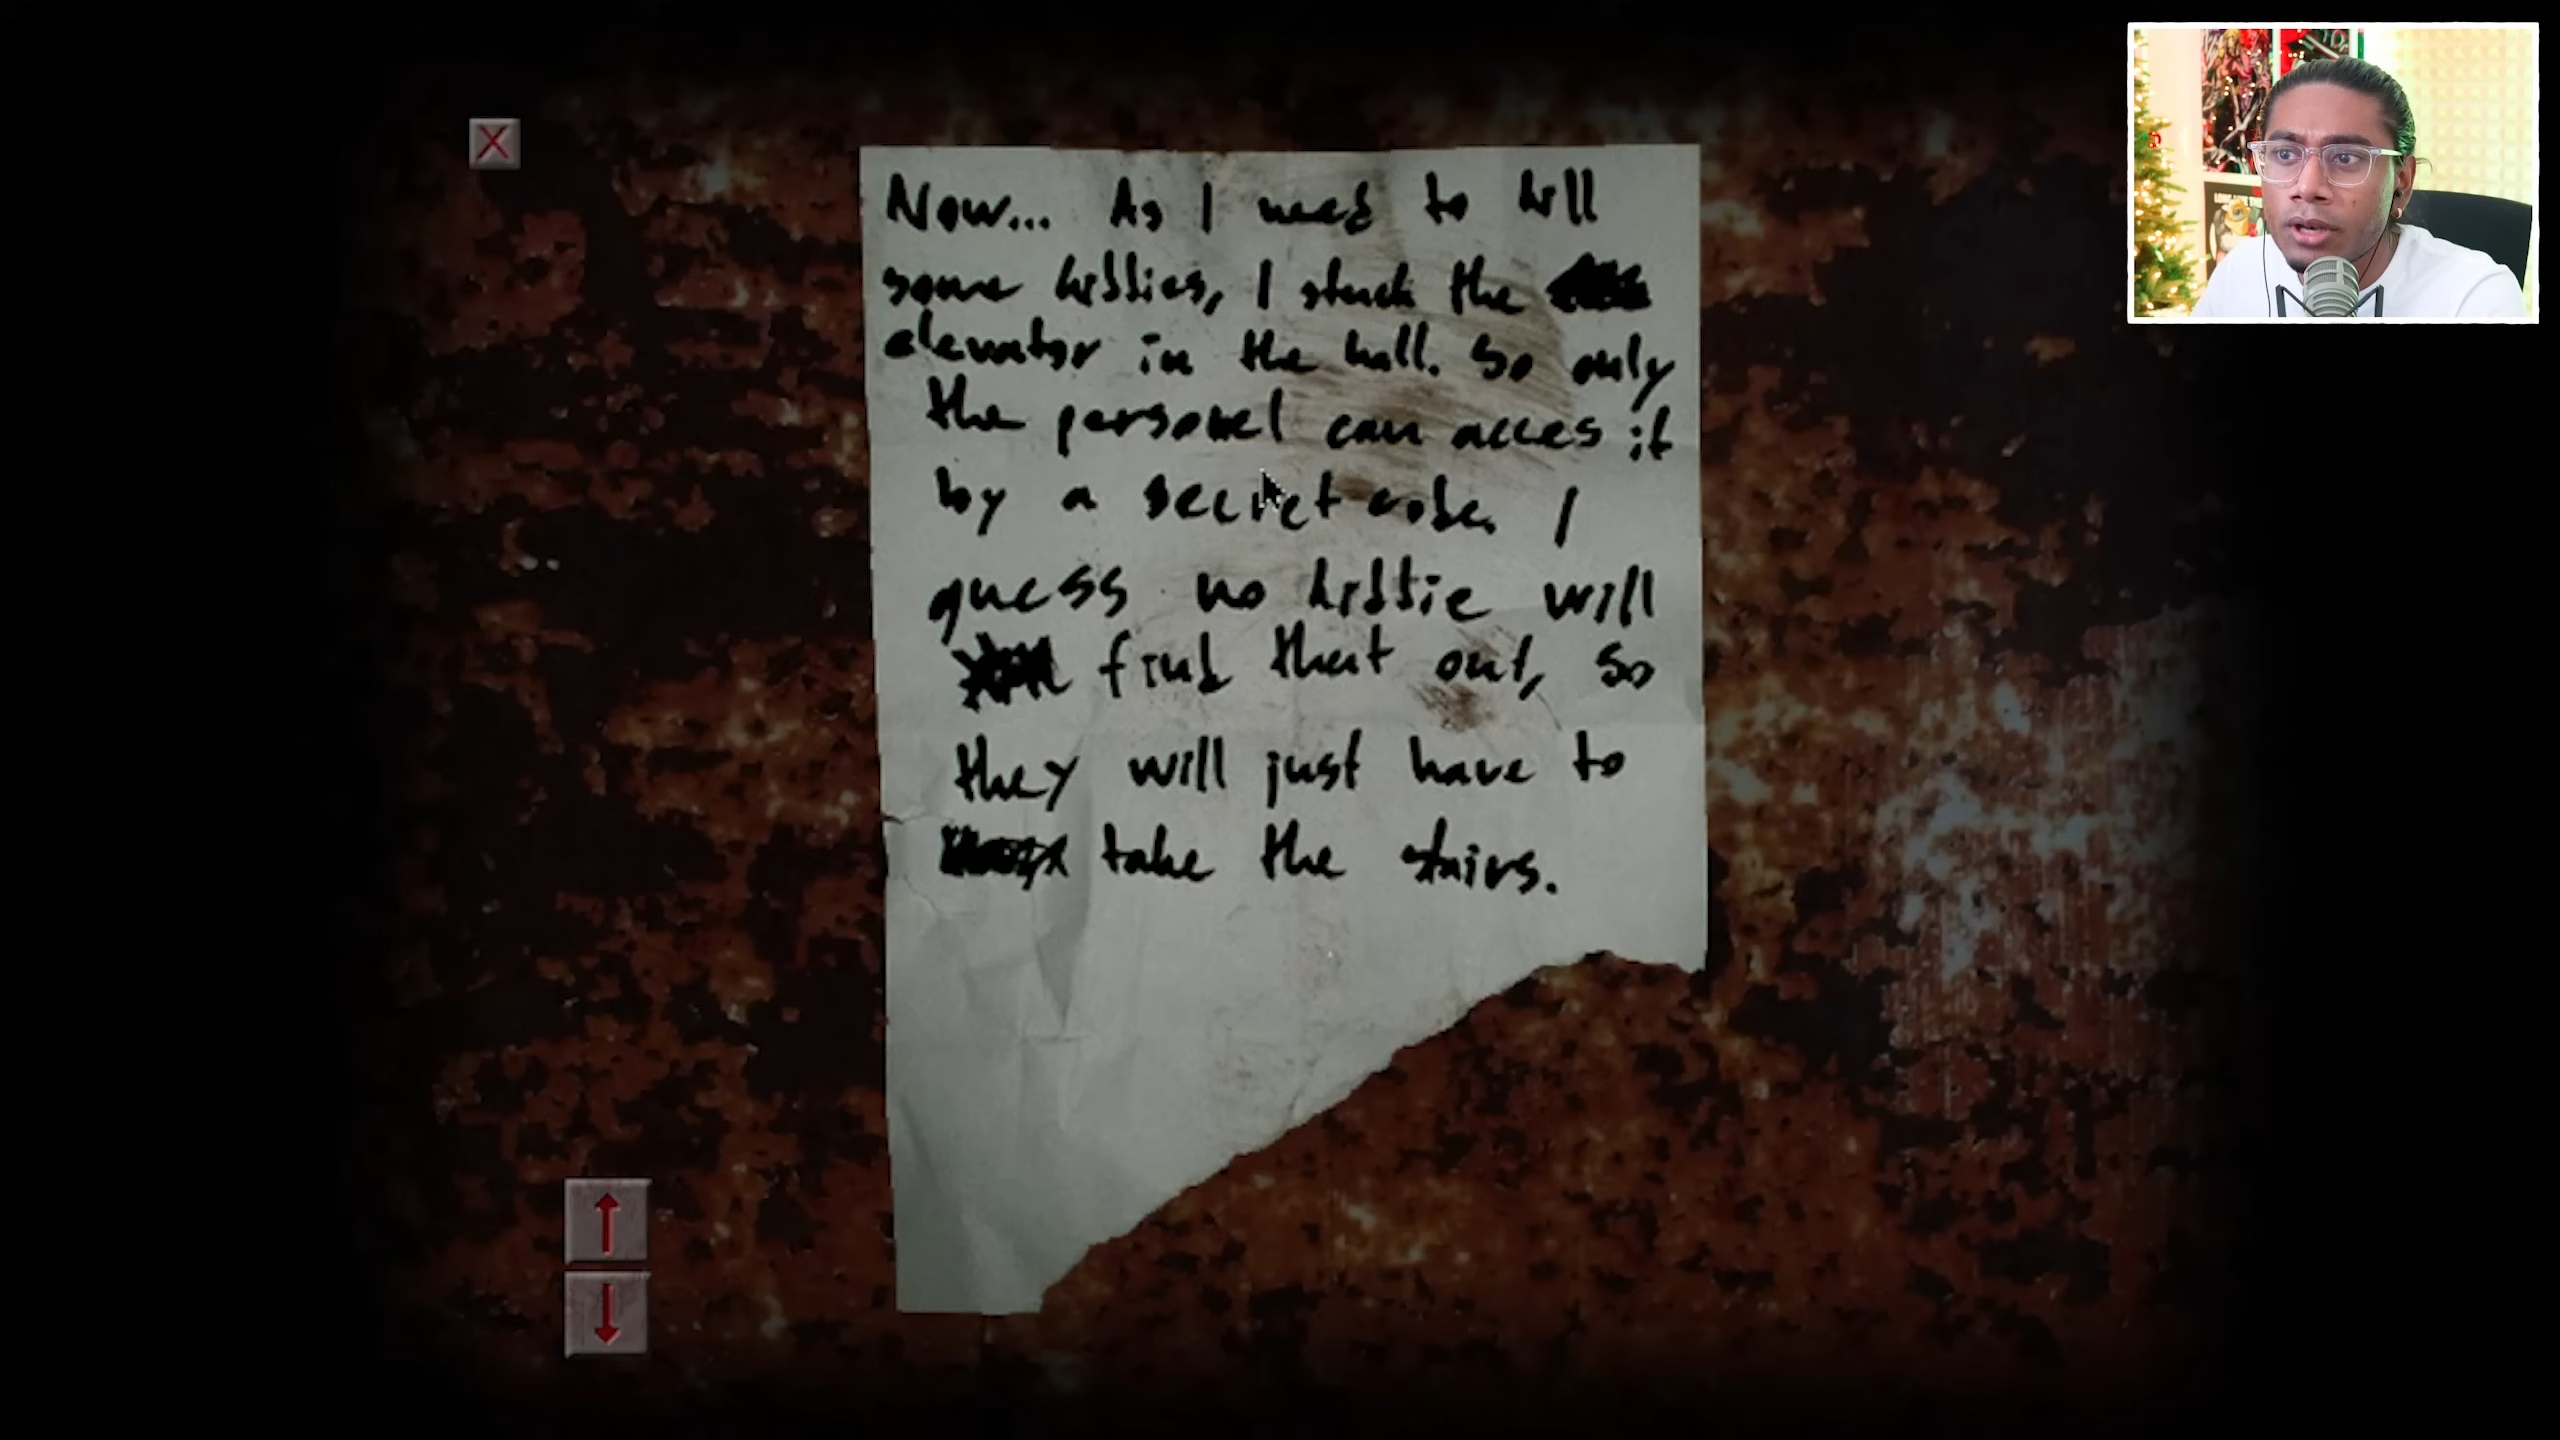 Now... As I need to kill
some kiddies, I stuck the
elevator in the hall. So only
the personel can acces it
by a secret code. I
guess no kiddie will
find that out, so
they will just have to
take the stairs.